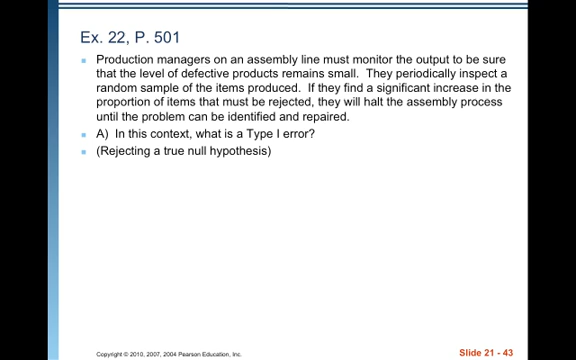 Ex. 22, P. 501
Production managers on an assembly line must monitor the output to be sure
that the level of defective products remains small. They periodically inspect a
random sample of the items produced. If they find a significant increase in the
proportion of items that must be rejected, they will halt the assembly process
until the problem can be identified and repaired.
A) In this context, what is a Type I error?
(Rejecting a true null hypothesis)
Copyright © 2010, 2007, 2004 Pearson Education, Inc.
Slide 21 - 43